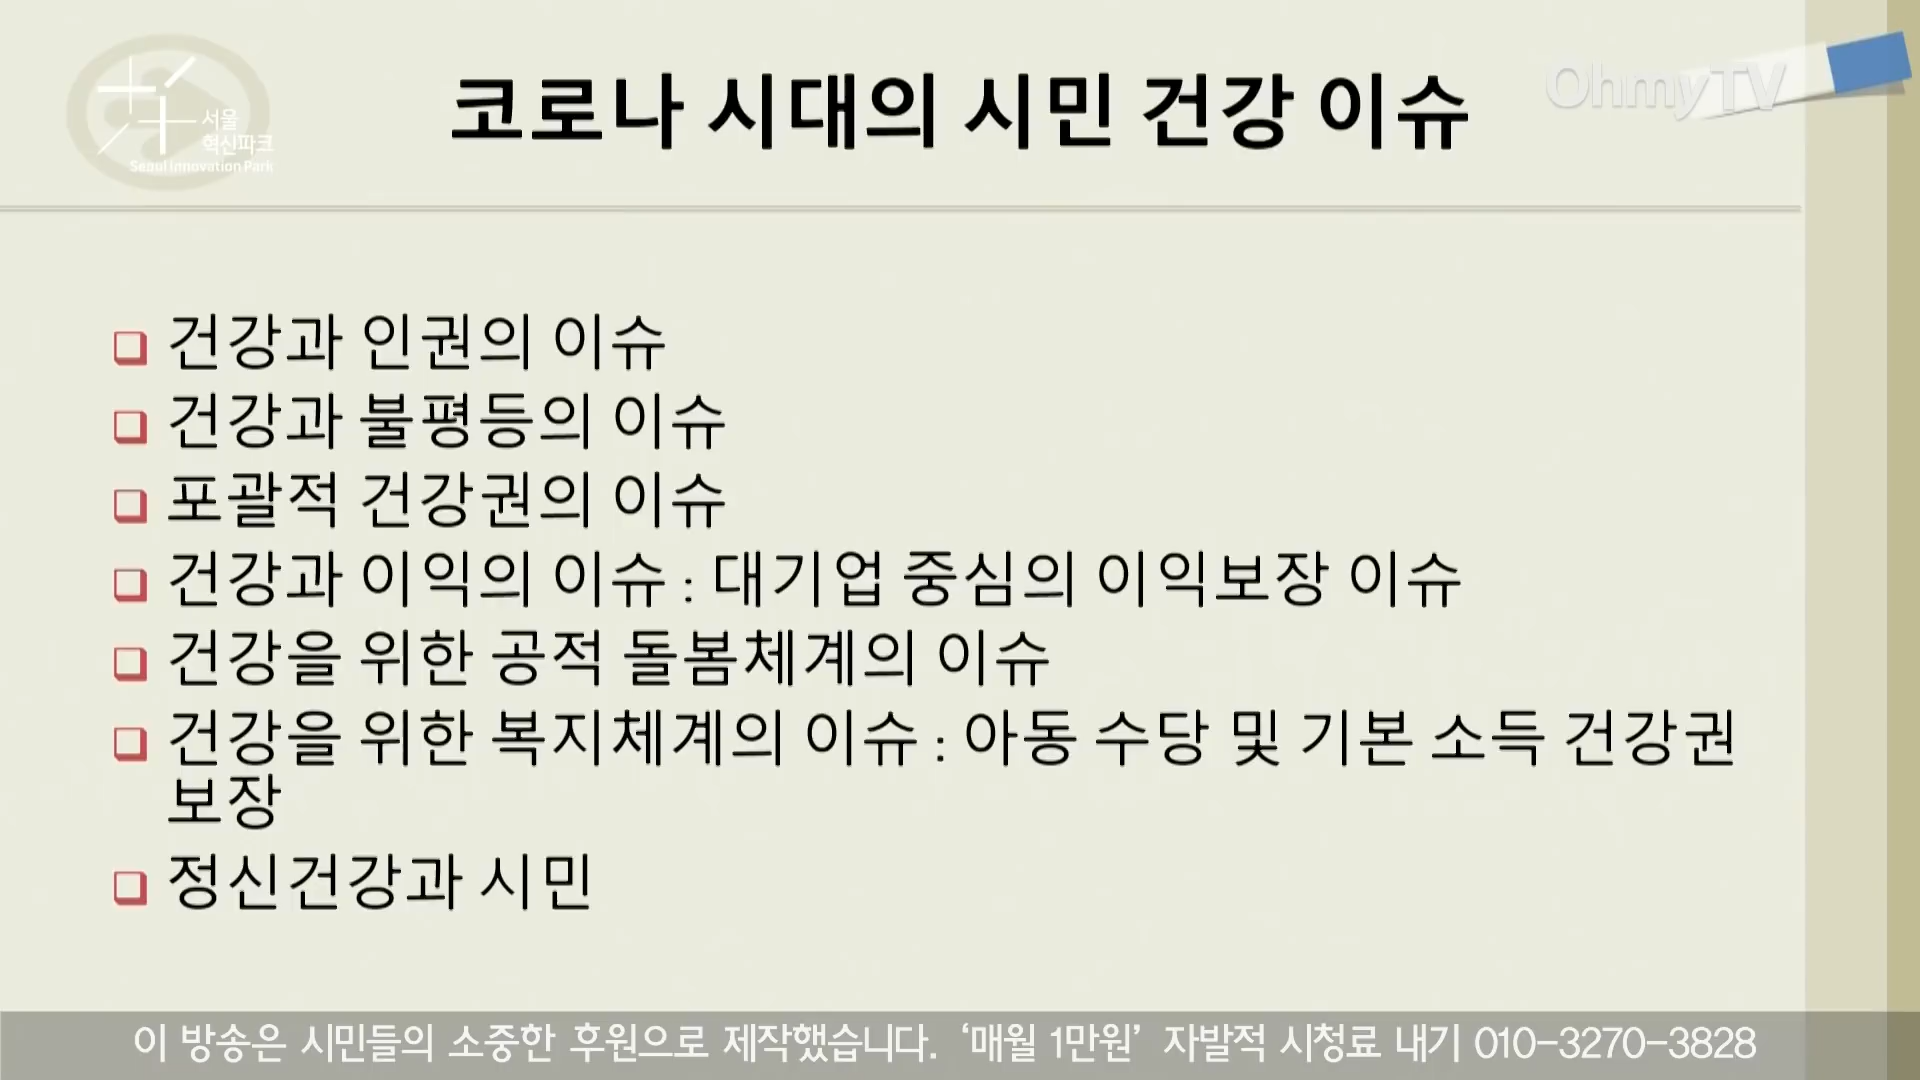 서울
혁신파크
Seoul Innovation Park
코로나 시대의 시민 건강 이슈
OhmyTV
건강과 인권의 이슈
건강과 불평등의 이슈
포괄적 건강권의 이슈
건강과 이익의 이슈 : 대기업 중심의 이익보장 이슈
건강을 위한 공적 돌봄체계의 이슈
건강을 위한 복지체계의 이슈 : 아동 수당 및 기본 소득 건강권
보장
정신건강과 시민
이 방송은 시민들의 소중한 후원으로 제작했습니다. ‘매월 1만원’ 자발적 시청료 내기 010-3270-3828